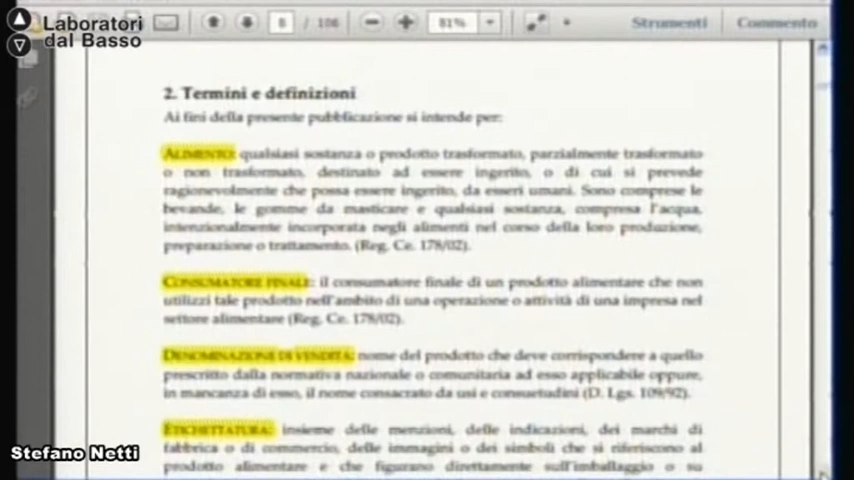 Laboratori
dal Basso
8 / 106
81%
Strumenti
Commento
2. Termini e definizioni
Ai fini della presente pubblicazione si intende per:
ALIMENTO: qualsiasi sostanza o prodotto trasformato, parzialmente trasformato
o non trasformato, destinato ad essere ingerito, o di cui si prevede
ragionevolmente che possa essere ingerito, da esseri umani. Sono comprese le
bevande, le gomme da masticare e qualsiasi sostanza, compresa l'acqua,
intenzionalmente incorporata negli alimenti nel corso della loro produzione,
preparazione o trattamento. (Reg. Ce. 178/02).
CONSUMATORE FINALE: il consumatore finale di un prodotto alimentare che non
utilizzi tale prodotto nell'ambito di una operazione o attività di una impresa nel
settore alimentare (Reg. Ce. 178/02).
DENOMINAZIONE DI VENDITA: nome del prodotto che deve corrispondere a quello
prescritto dalla normativa nazionale o comunitaria ad esso applicabile oppure,
in mancanza di esso, il nome consacrato da usi e consuetudini (D. Lgs. 109/92).
ETICHETTATURA: insieme delle menzioni, delle indicazioni, dei marchi di
fabbrica o di commercio, delle immagini o dei simboli che si riferiscono al
prodotto alimentare e che figurano direttamente sull'imballaggio o su
Stefano Netti